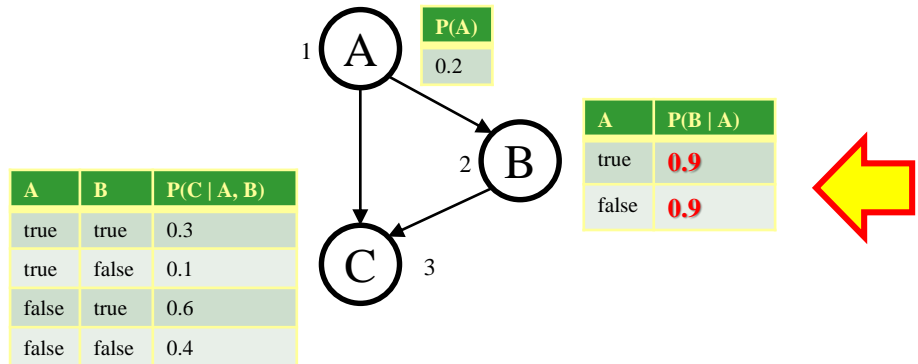 P(A)
0.2
1 A
A P(B | A)
true 0.9
false 0.9
2 B
A B P(C | A, B)
true true 0.3
true false 0.1
false true 0.6
false false 0.4
C 3